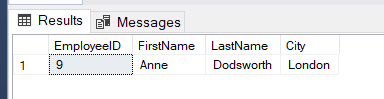 Results Messages
EmployeeID FirstName LastName City
1 9 Anne Dodsworth London